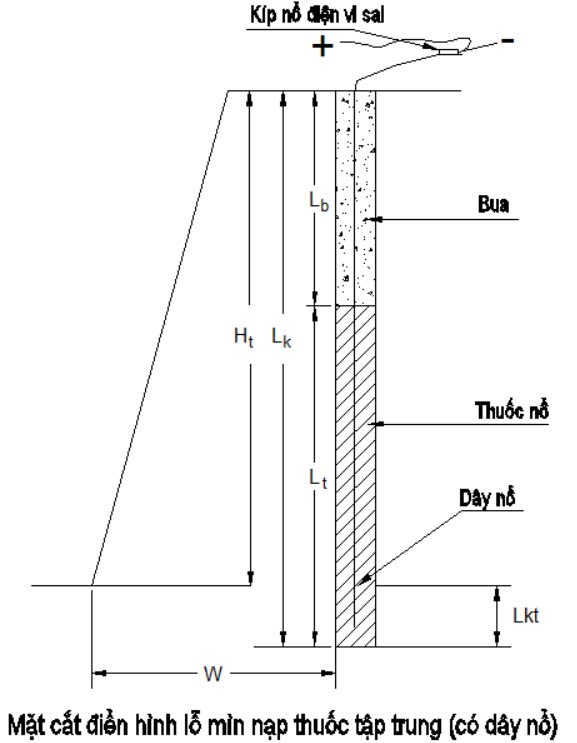 Kíp nổ điện vi sai
+ -
Lb
Bua
Ht Lk
Thuốc nổ
Lt
Dây nổ
Lkt
W
Mặt cắt điển hình lỗ mìn nạp thuốc tập trung (có dây nổ)